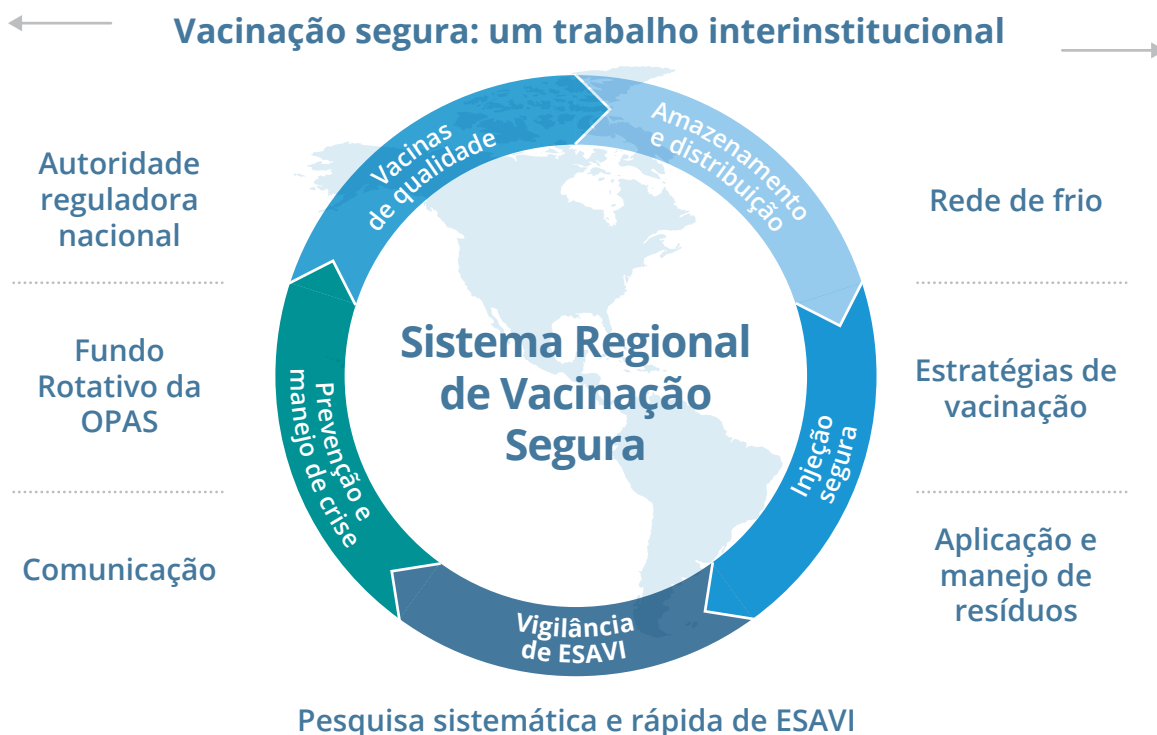 Vacinação segura: um trabalho interinstitucional
Autoridade
reguladora
nacional
Fundo
Rotativo da
OPAS
Comunicação
Vacinas
de qualidade
Amazenamento
e distribuição
Injeção
segura
Vigilância
de ESAVI
Prevenção e
manejo de crise
Sistema Regional
de Vacinação
Segura
Rede de frio
Estratégias de
vacinação
Aplicação e
manejo de
resíduos
Pesquisa sistemática e rápida de ESAVI